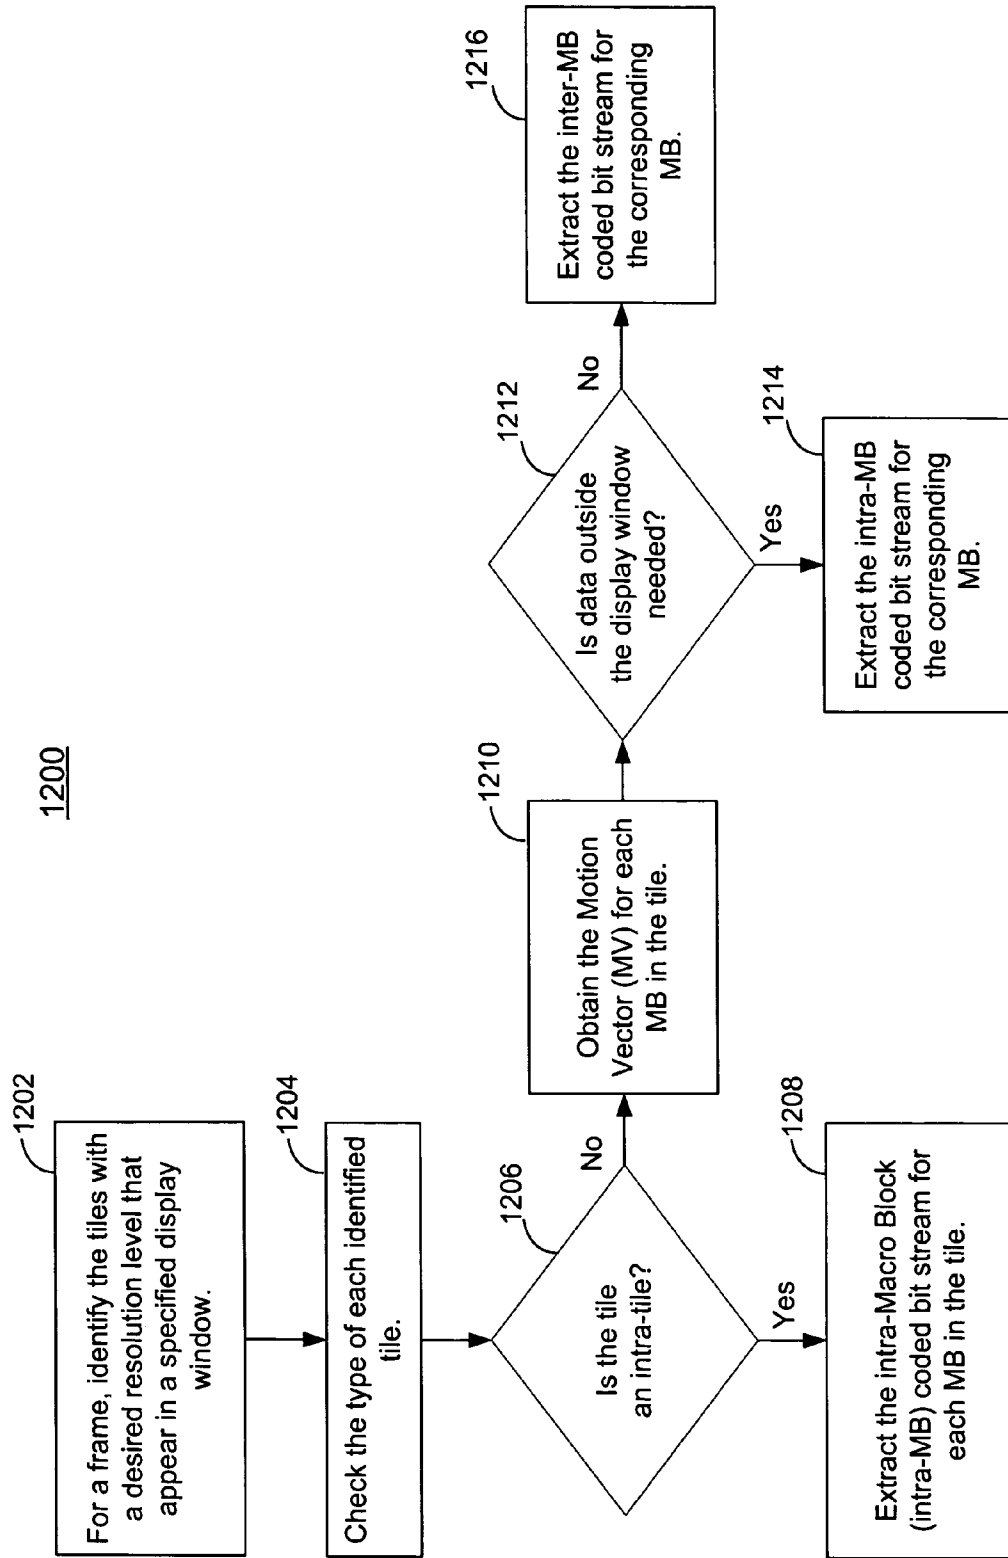 1200
1202
For a frame, identify the tiles with
a desired resolution level that
appear in a specified display
window.
1204
Check the type of each identified
tile.
1206
Is the tile
an intra-tile?
No
Yes
1208
Extract the intra-Macro Block
(intra-MB) coded bit stream for
each MB in the tile.
1210
Obtain the Motion
Vector (MV) for each
MB in the tile.
1212
Is data outside
the display window
needed?
No
Yes
1214
Extract the intra-MB
coded bit stream for
the corresponding
MB.
1216
Extract the inter-MB
coded bit stream for
the corresponding
MB.